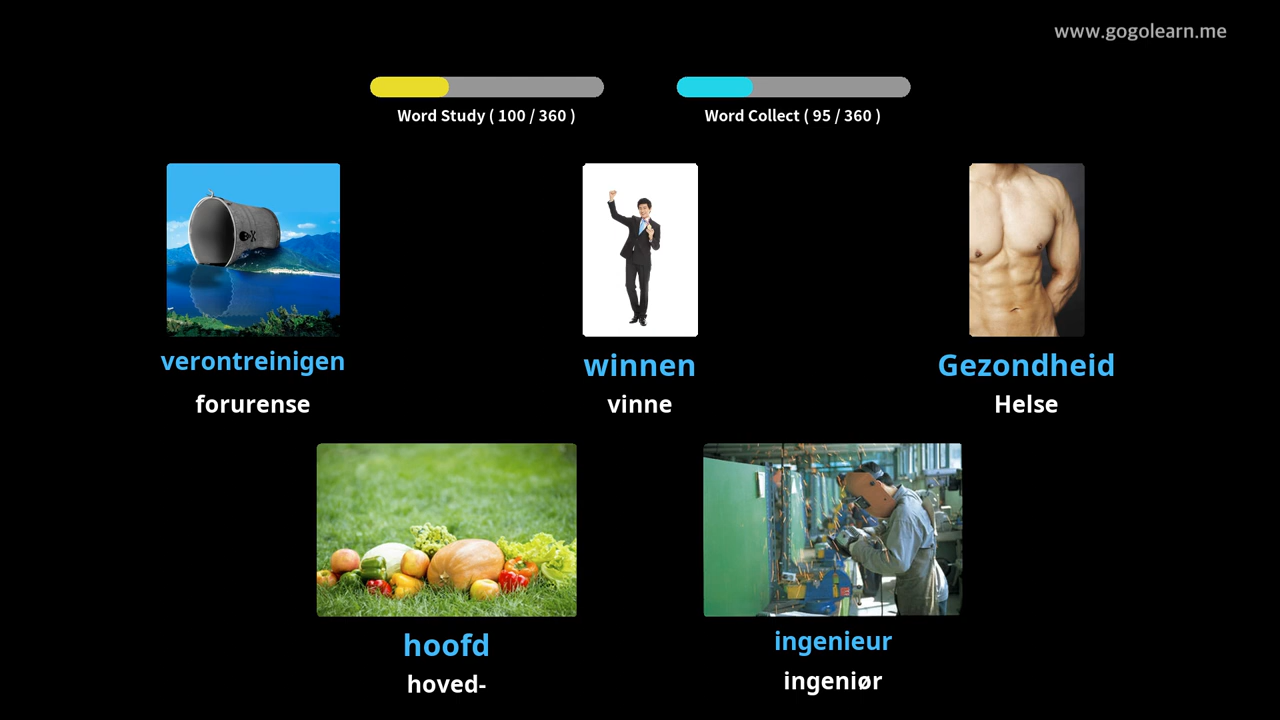 www.gogolearn.me
Word Study ( 100 / 360 )
Word Collect ( 95 / 360 )
verontreinigen
forurense
winnen
vinne
Gezondheid
Helse
hoofd
hoved-
ingenieur
ingeniør